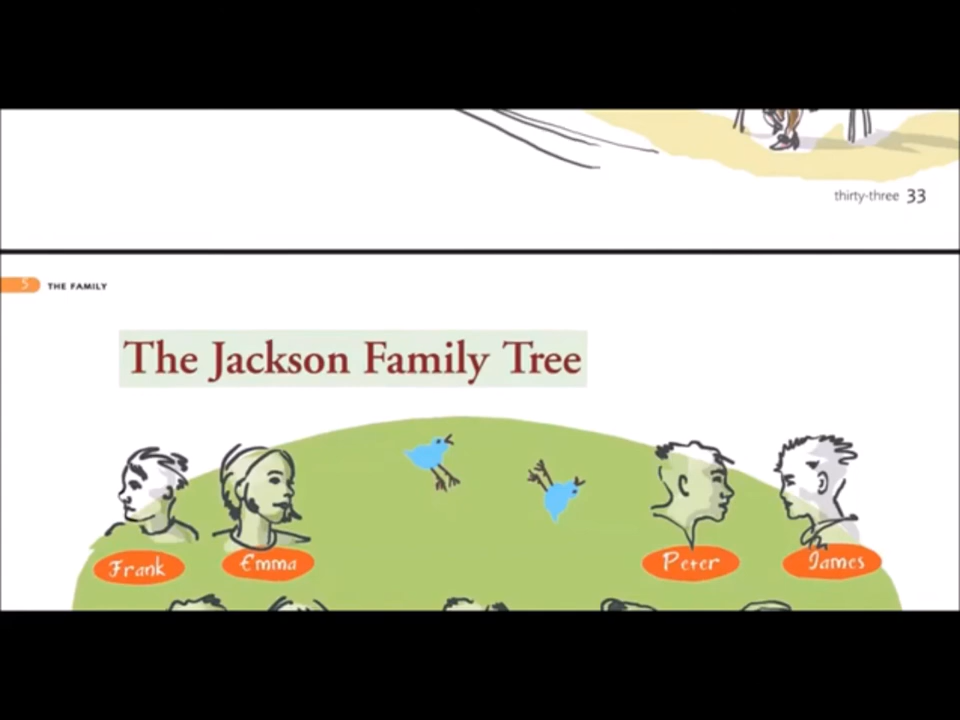 thirty-three 33
5 THE FAMILY
The Jackson Family Tree
Frank Emma Peter James